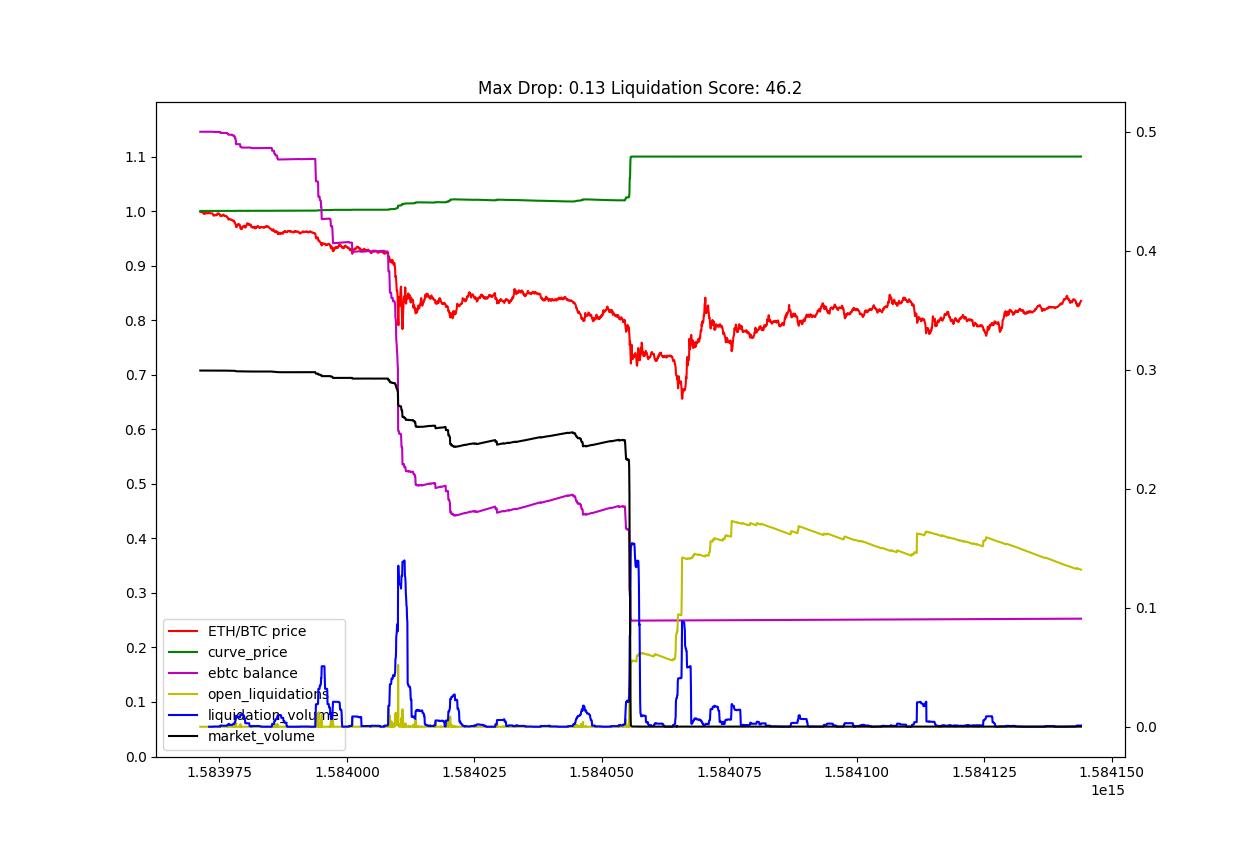 Max Drop: 0.13 Liquidation Score: 46.2
1.1
1.0
0.9
0.8
0.7
0.6
0.5
0.4
0.3
0.2
0.1
0.0
0.5
0.4
0.3
0.2
0.1
0.0
ETH/BTC price
curve_price
ebtc balance
open_liquidations
liquidation_volume
market_volume
1.583975 1.584000 1.584025 1.584050 1.584075 1.584100 1.584125 1.584150
1e15